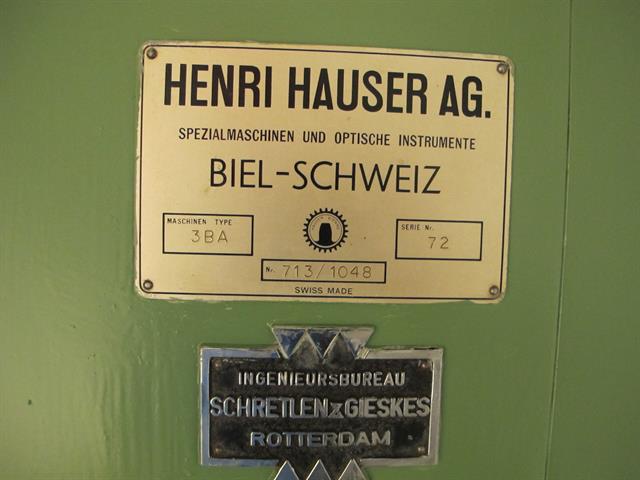 HENRI HAUSER AG.
SPEZIALMASCHINEN UND OPTISCHE INSTRUMENTE
BIEL-SCHWEIZ
MASCHINEN TYPE
3BA
SERIE Nr.
72
Nr. 713/1048
SWISS MADE
INGENIEURSBUREAU
SCHRETLEN & GIESKES
ROTTERDAM